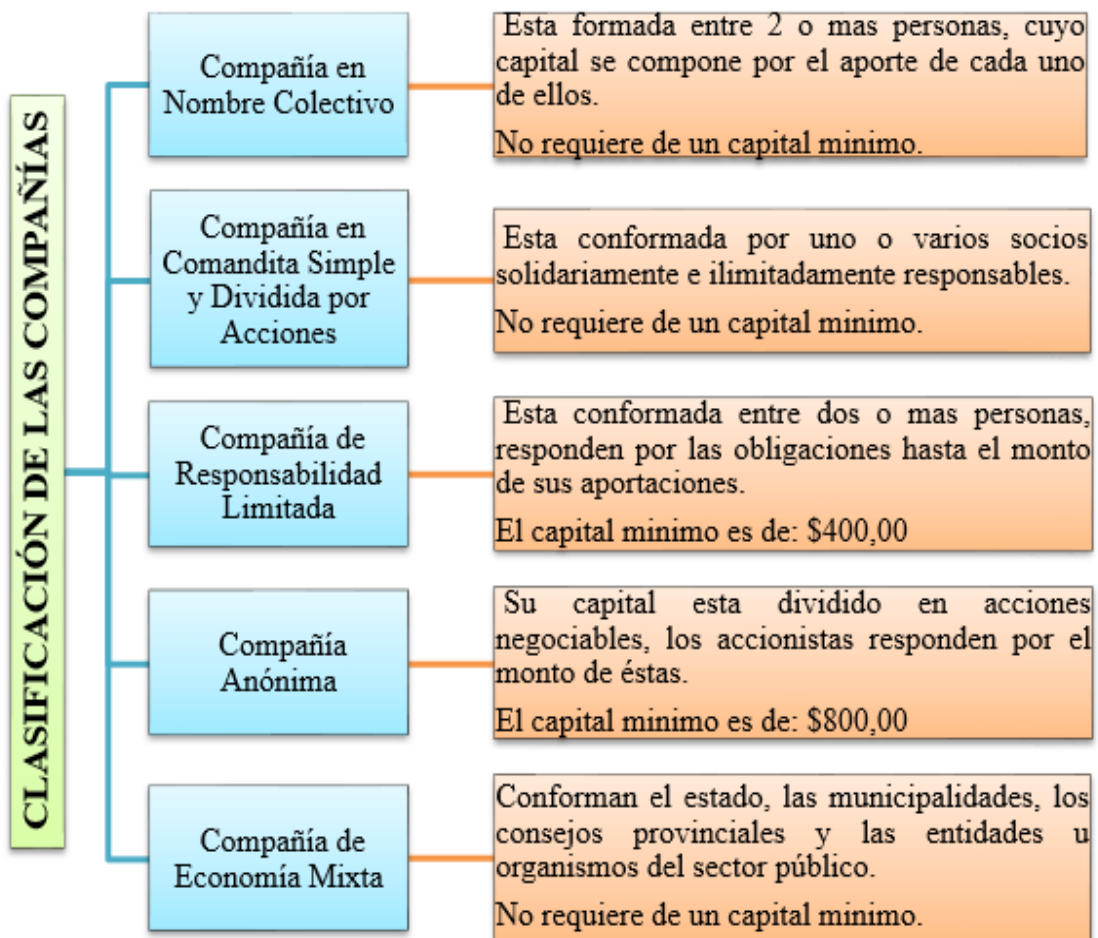 CLASIFICACIÓN DE LAS COMPAÑÍAS
Compañía en
Nombre Colectivo
Esta formada entre 2 o mas personas, cuyo
capital se compone por el aporte de cada uno
de ellos.
No requiere de un capital minimo.
Compañía en
Comandita Simple
y Dividida por
Acciones
Esta conformada por uno o varios socios
solidariamente e ilimitadamente responsables.
No requiere de un capital minimo.
Compañía de
Responsabilidad
Limitada
Esta conformada entre dos o mas personas,
responden por las obligaciones hasta el monto
de sus aportaciones.
El capital minimo es de: $400,00
Compañía
Anónima
Su capital esta dividido en acciones
negociables, los accionistas responden por el
monto de éstas.
El capital minimo es de: $800,00
Compañía de
Economía Mixta
Conforman el estado, las municipalidades, los
consejos provinciales y las entidades u
organismos del sector público.
No requiere de un capital minimo.